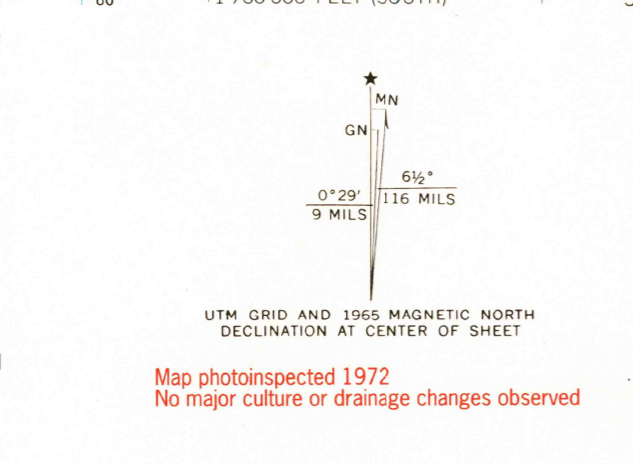 MN
GN
6½°
116 MILS
0°29'
9 MILS
UTM GRID AND 1965 MAGNETIC NORTH
DECLINATION AT CENTER OF SHEET
Map photoinspected 1972
No major culture or drainage changes observed